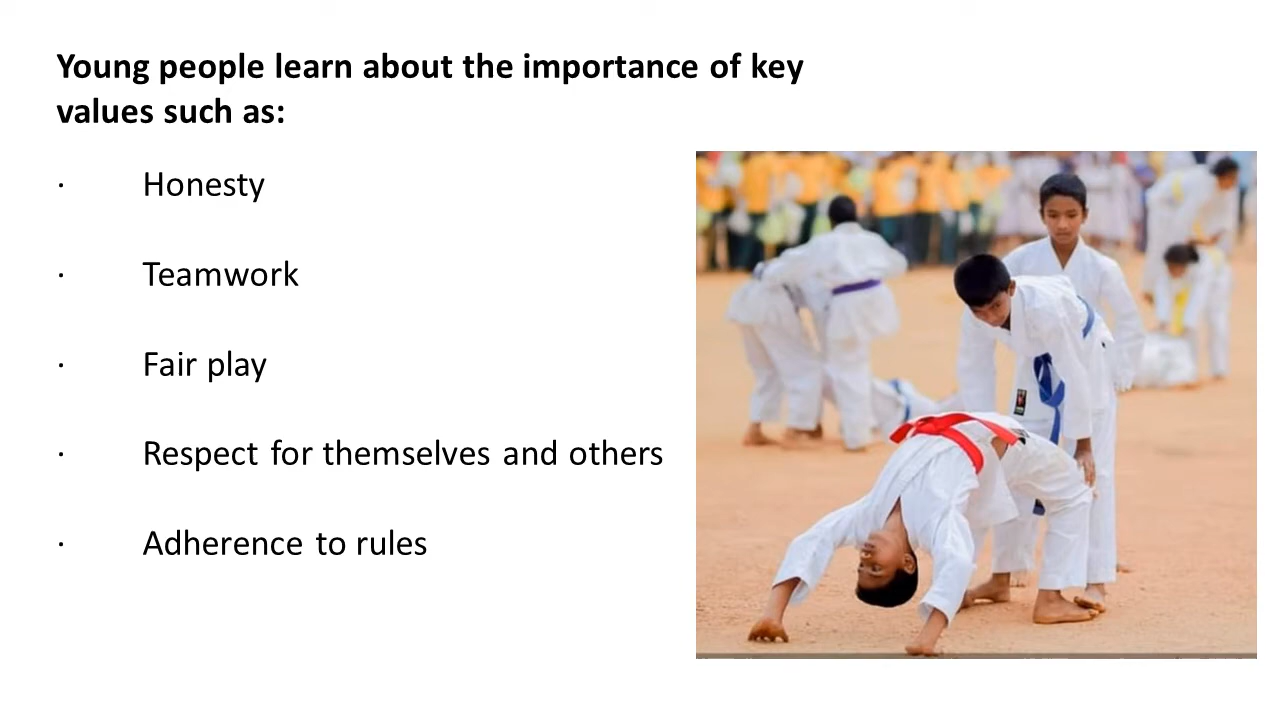 Young people learn about the importance of key
values such as:
· Honesty
· Teamwork
· Fair play
· Respect for themselves and others
· Adherence to rules